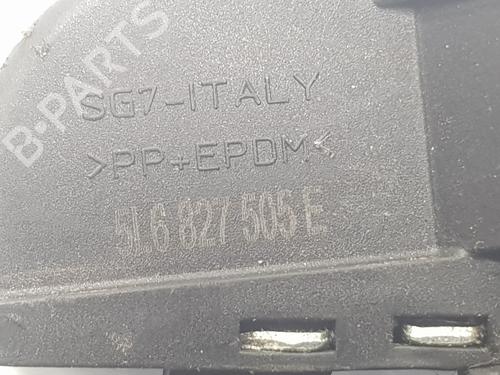 B-PARTS
SG7-ITALY
>PP+EPDM<
5L6 827 505 E